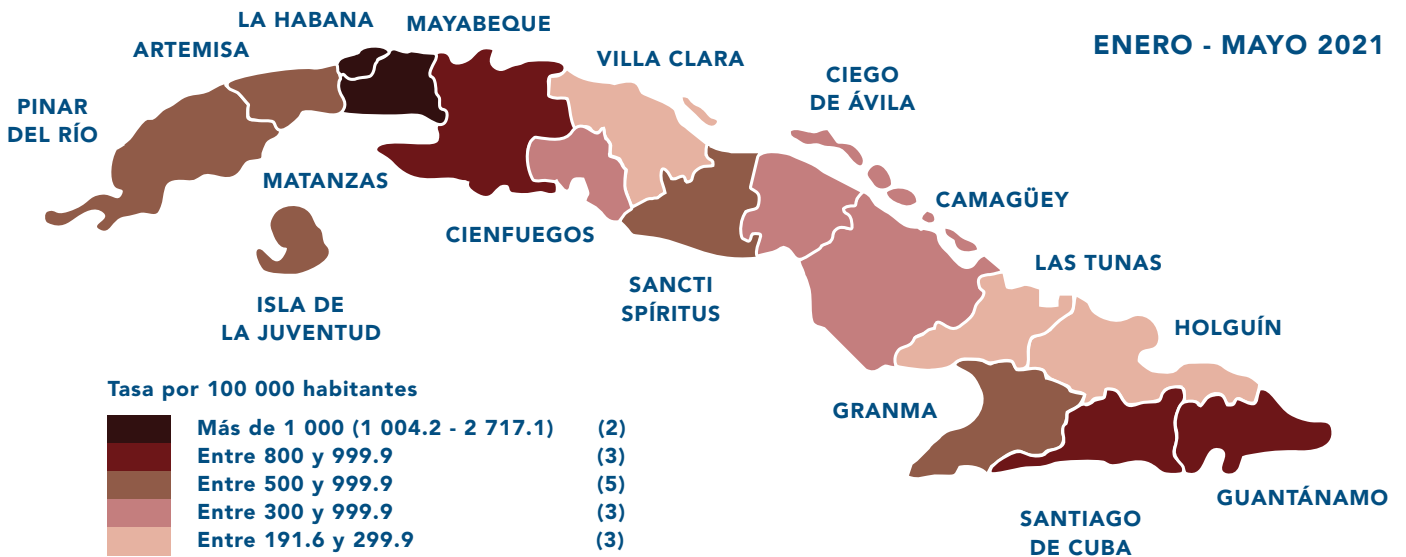 LA HABANA
MAYABEQUE
ENERO - MAYO 2021
ARTEMISA
VILLA CLARA
CIEGO
DE ÁVILA
PINAR
DEL RÍO
MATANZAS
CAMAGÜEY
CIENFUEGOS
LAS TUNAS
SANCTI
SPÍRITUS
ISLA DE
LA JUVENTUD
HOLGUÍN
Tasa por 100 000 habitantes
GRANMA
Más de 1 000 (1 004.2 - 2 717.1) (2)
Entre 800 y 999.9 (3)
Entre 500 y 999.9 (5)
Entre 300 y 999.9 (3)
Entre 191.6 y 299.9 (3)
GUANTÁNAMO
SANTIAGO
DE CUBA